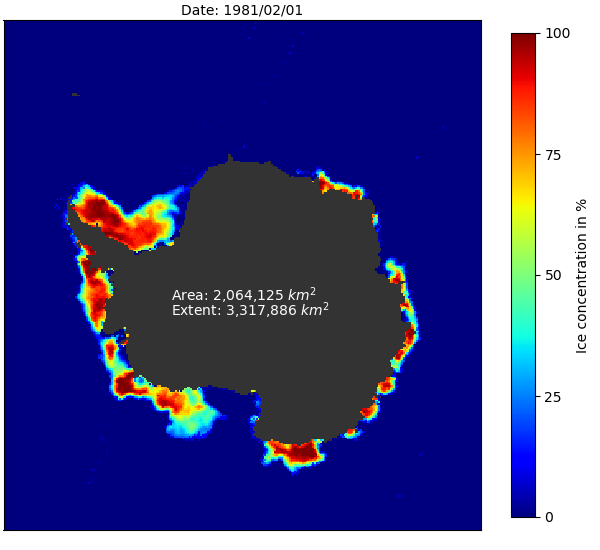 Date: 1981/02/01
100
75
50
25
0
Ice concentration in %
Area: 2,064,125 km²
Extent: 3,317,886 km²